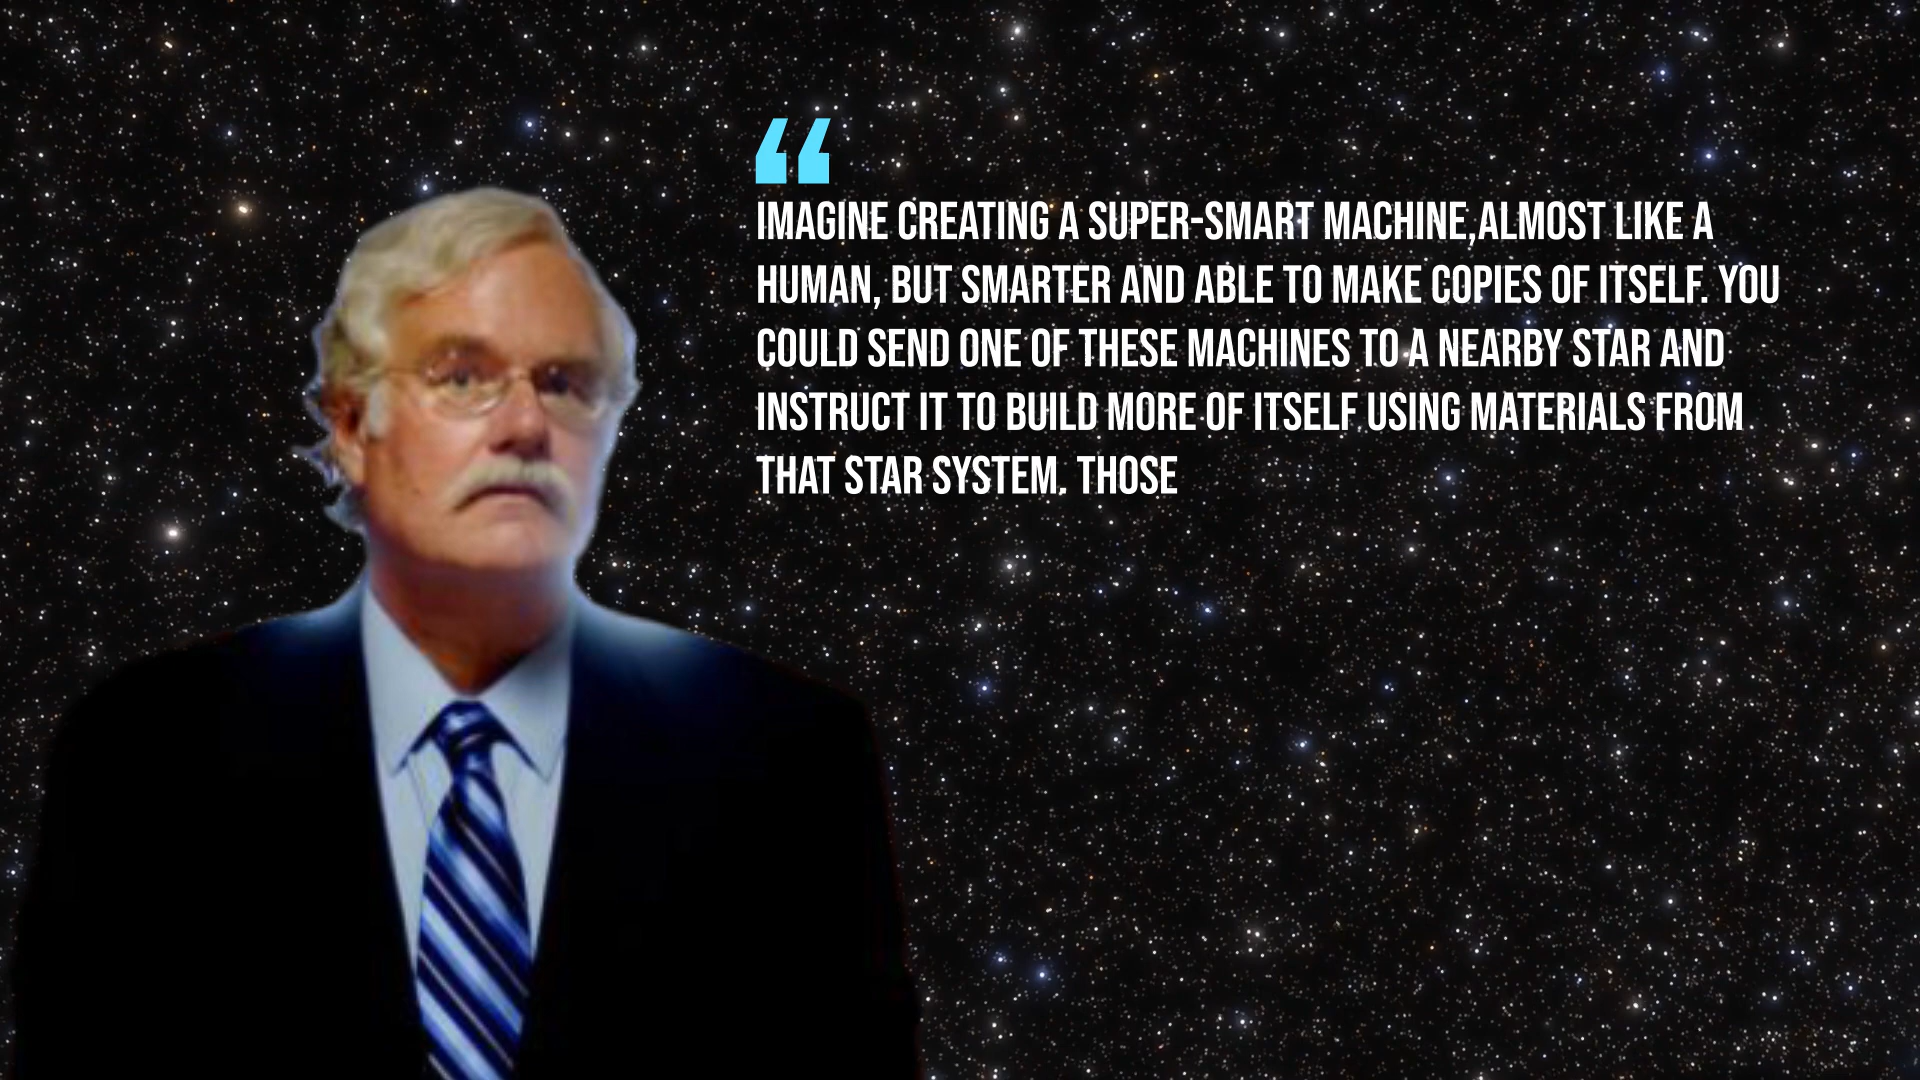 “
IMAGINE CREATING A SUPER-SMART MACHINE,ALMOST LIKE A
HUMAN, BUT SMARTER AND ABLE TO MAKE COPIES OF ITSELF. YOU
COULD SEND ONE OF THESE MACHINES TO A NEARBY STAR AND
INSTRUCT IT TO BUILD MORE OF ITSELF USING MATERIALS FROM
THAT STAR SYSTEM. THOSE